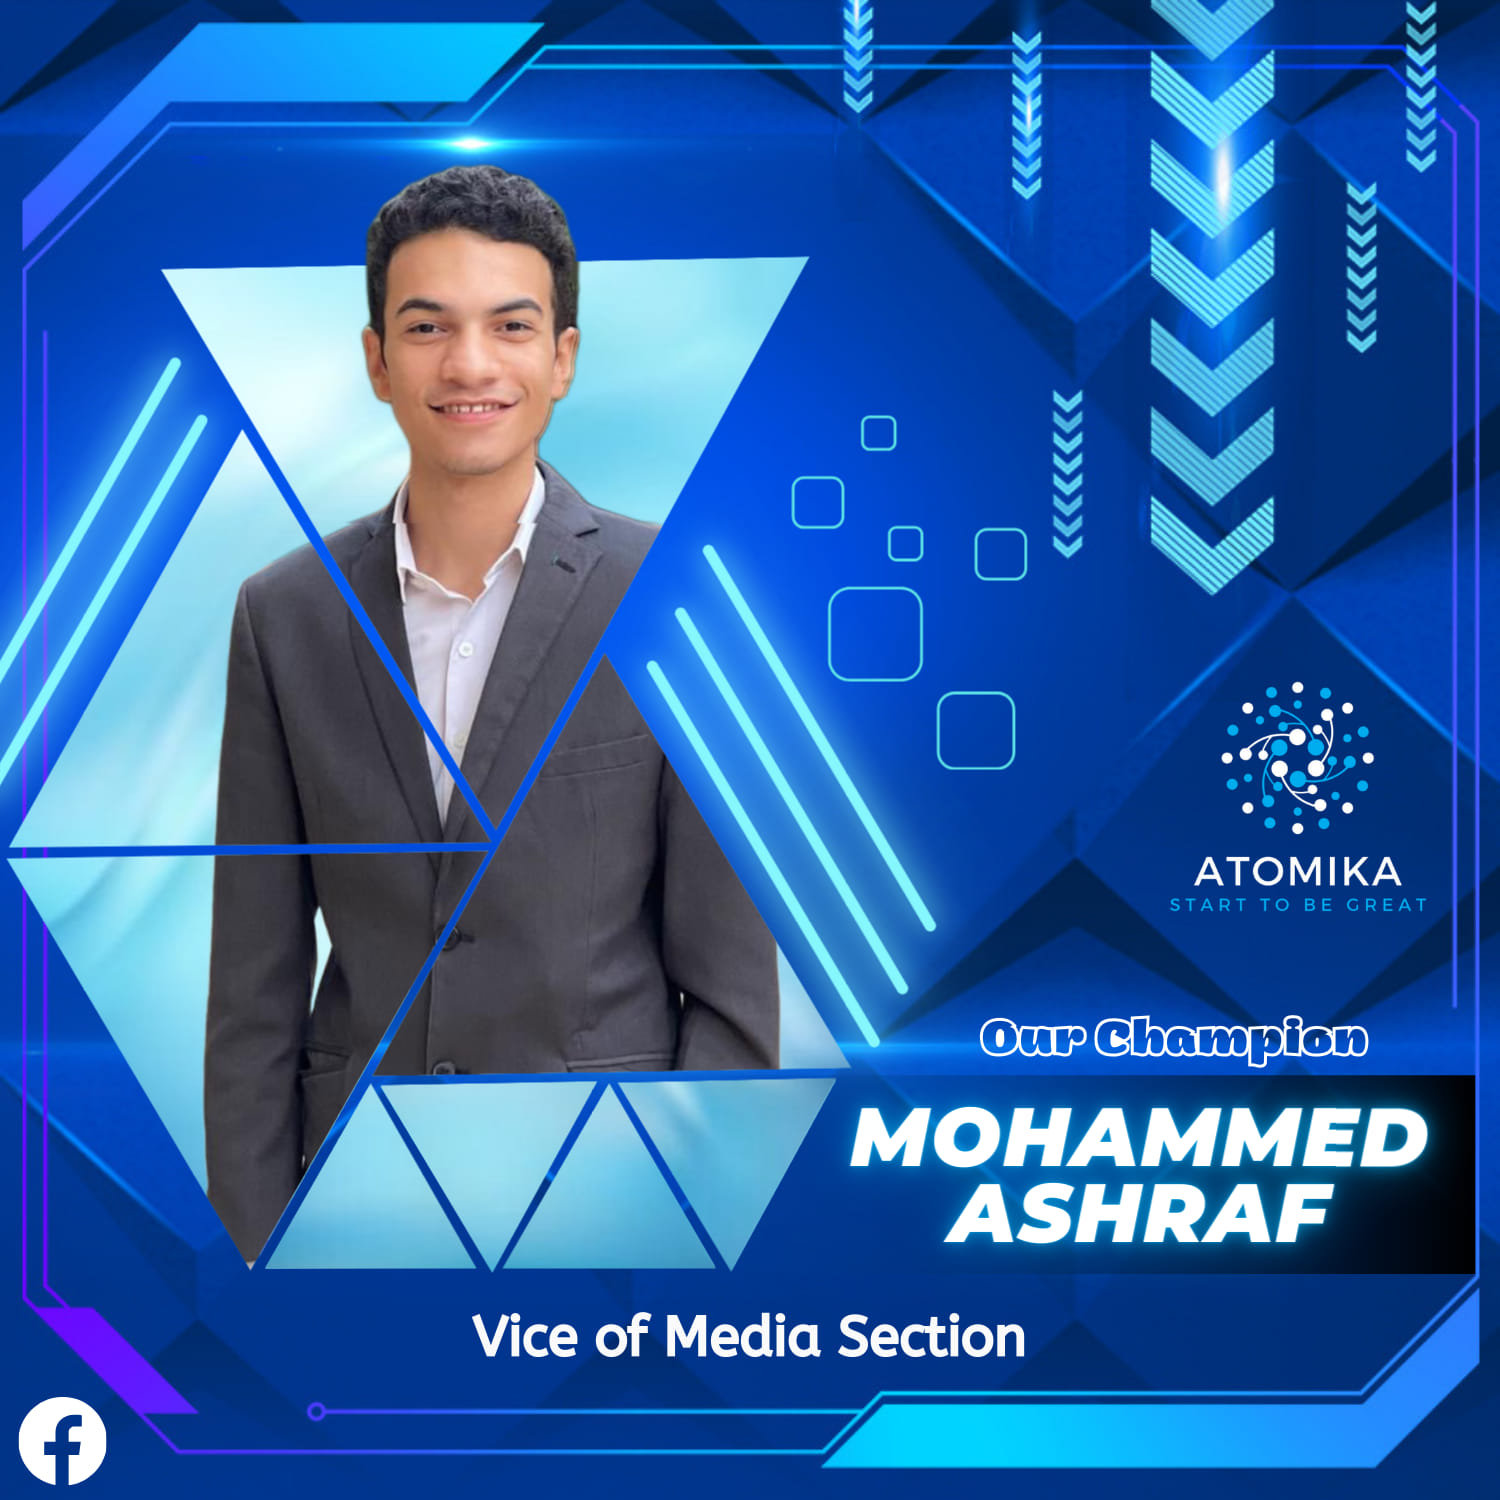 ATOMIKA
START TO BE GREAT
Our Champion
MOHAMMED
ASHRAF
Vice of Media Section